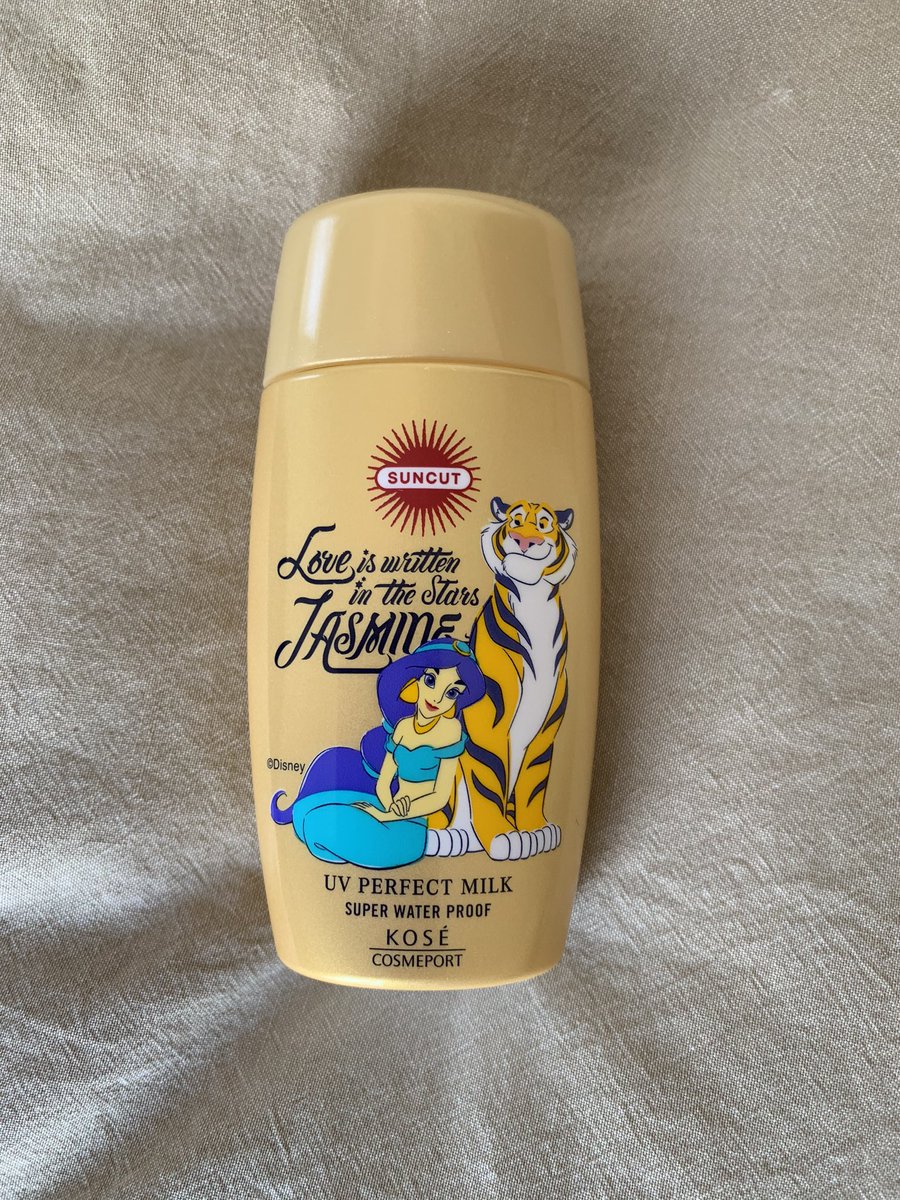 SUNCUT
Love is written
in the Stars
JASMINE
©Disney
UV PERFECT MILK
SUPER WATER PROOF
KOSÉ
COSMEPORT